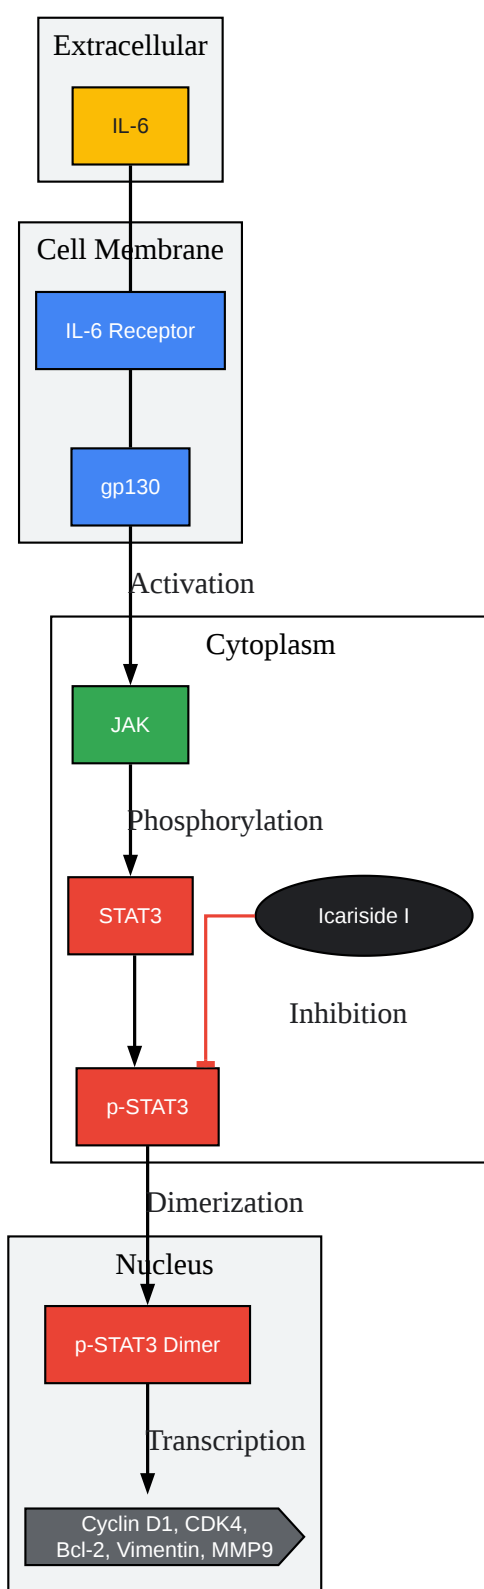 Extracellular
IL-6
Cell Membrane
IL-6 Receptor
gp130
Activation
Cytoplasm
JAK
Phosphorylation
STAT3
Icariside I
Inhibition
p-STAT3
Dimerization
Nucleus
p-STAT3 Dimer
Transcription
Cyclin D1, CDK4,
Bcl-2, Vimentin, MMP9